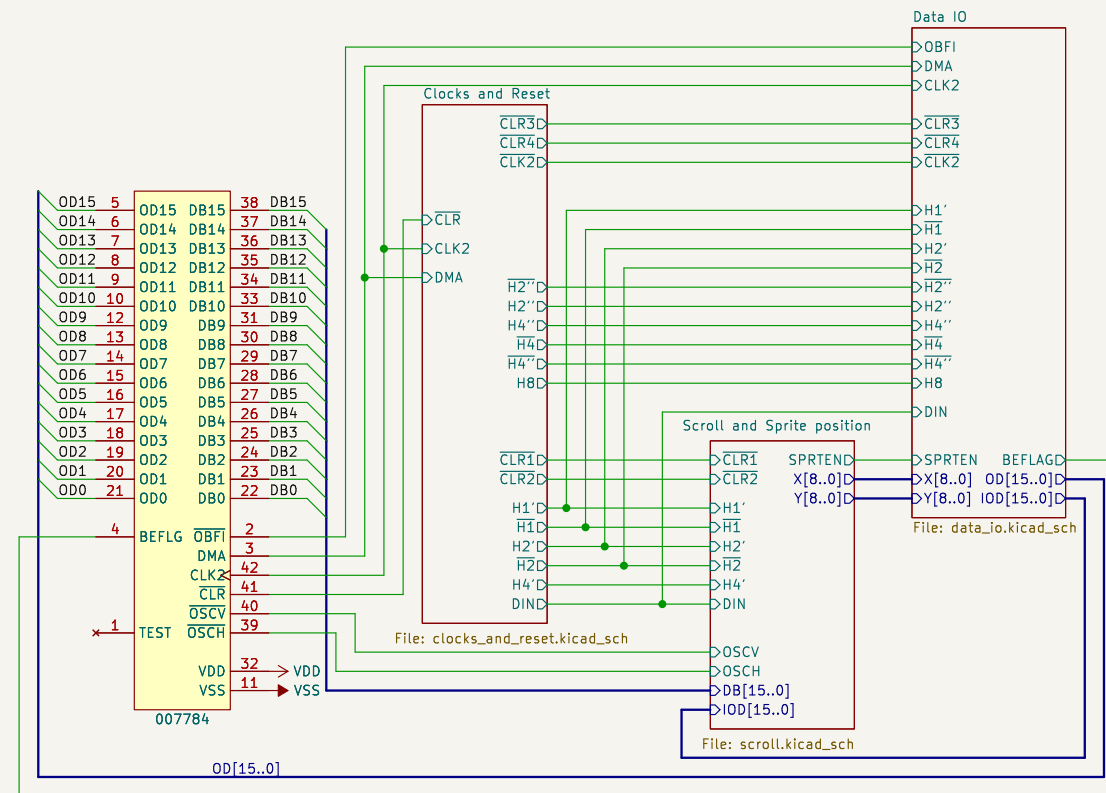 Data IO
OBFI
DMA
CLK2
CLR3
CLR4
CLK2
H1'
H1
H2'
H2
H2''
H2''
H4''
H4
H4''
H8
DIN
SPRTEN BEFLAG
X[8..0] OD[15..0]
Y[8..0] IOD[15..0]
File: data_io.kicad_sch
Clocks and Reset
CLR3
CLR4
CLK2
CLR
CLK2
DMA
H2''
H2''
H4''
H4
H4''
H8
CLR1
CLR2
H1'
H1
H2'
H2
H4'
DIN
File: clocks_and_reset.kicad_sch
Scroll and Sprite position
CLR1 SPRTEN
CLR2 X[8..0]
H1' Y[8..0]
H1
H2'
H2
H4'
DIN
OSCV
OSCH
DB[15..0]
IOD[15..0]
File: scroll.kicad_sch
OD15 5 OD15 DB15 38 DB15
OD14 6 OD14 DB14 37 DB14
OD13 7 OD13 DB13 36 DB13
OD12 8 OD12 DB12 35 DB12
OD11 9 OD11 DB11 34 DB11
OD10 10 OD10 DB10 33 DB10
OD9 12 OD9 DB9 31 DB9
OD8 13 OD8 DB8 30 DB8
OD7 14 OD7 DB7 29 DB7
OD6 15 OD6 DB6 28 DB6
OD5 16 OD5 DB5 27 DB5
OD4 17 OD4 DB4 26 DB4
OD3 18 OD3 DB3 25 DB3
OD2 19 OD2 DB2 24 DB2
OD1 20 OD1 DB1 23 DB1
OD0 21 OD0 DB0 22 DB0
4 BEFLG OBFI 2
DMA 3
CLK2 42
CLR 41
OSCV 40
1 TEST OSCH 39
VDD 32 VDD
VSS 11 VSS
007784
OD[15..0]